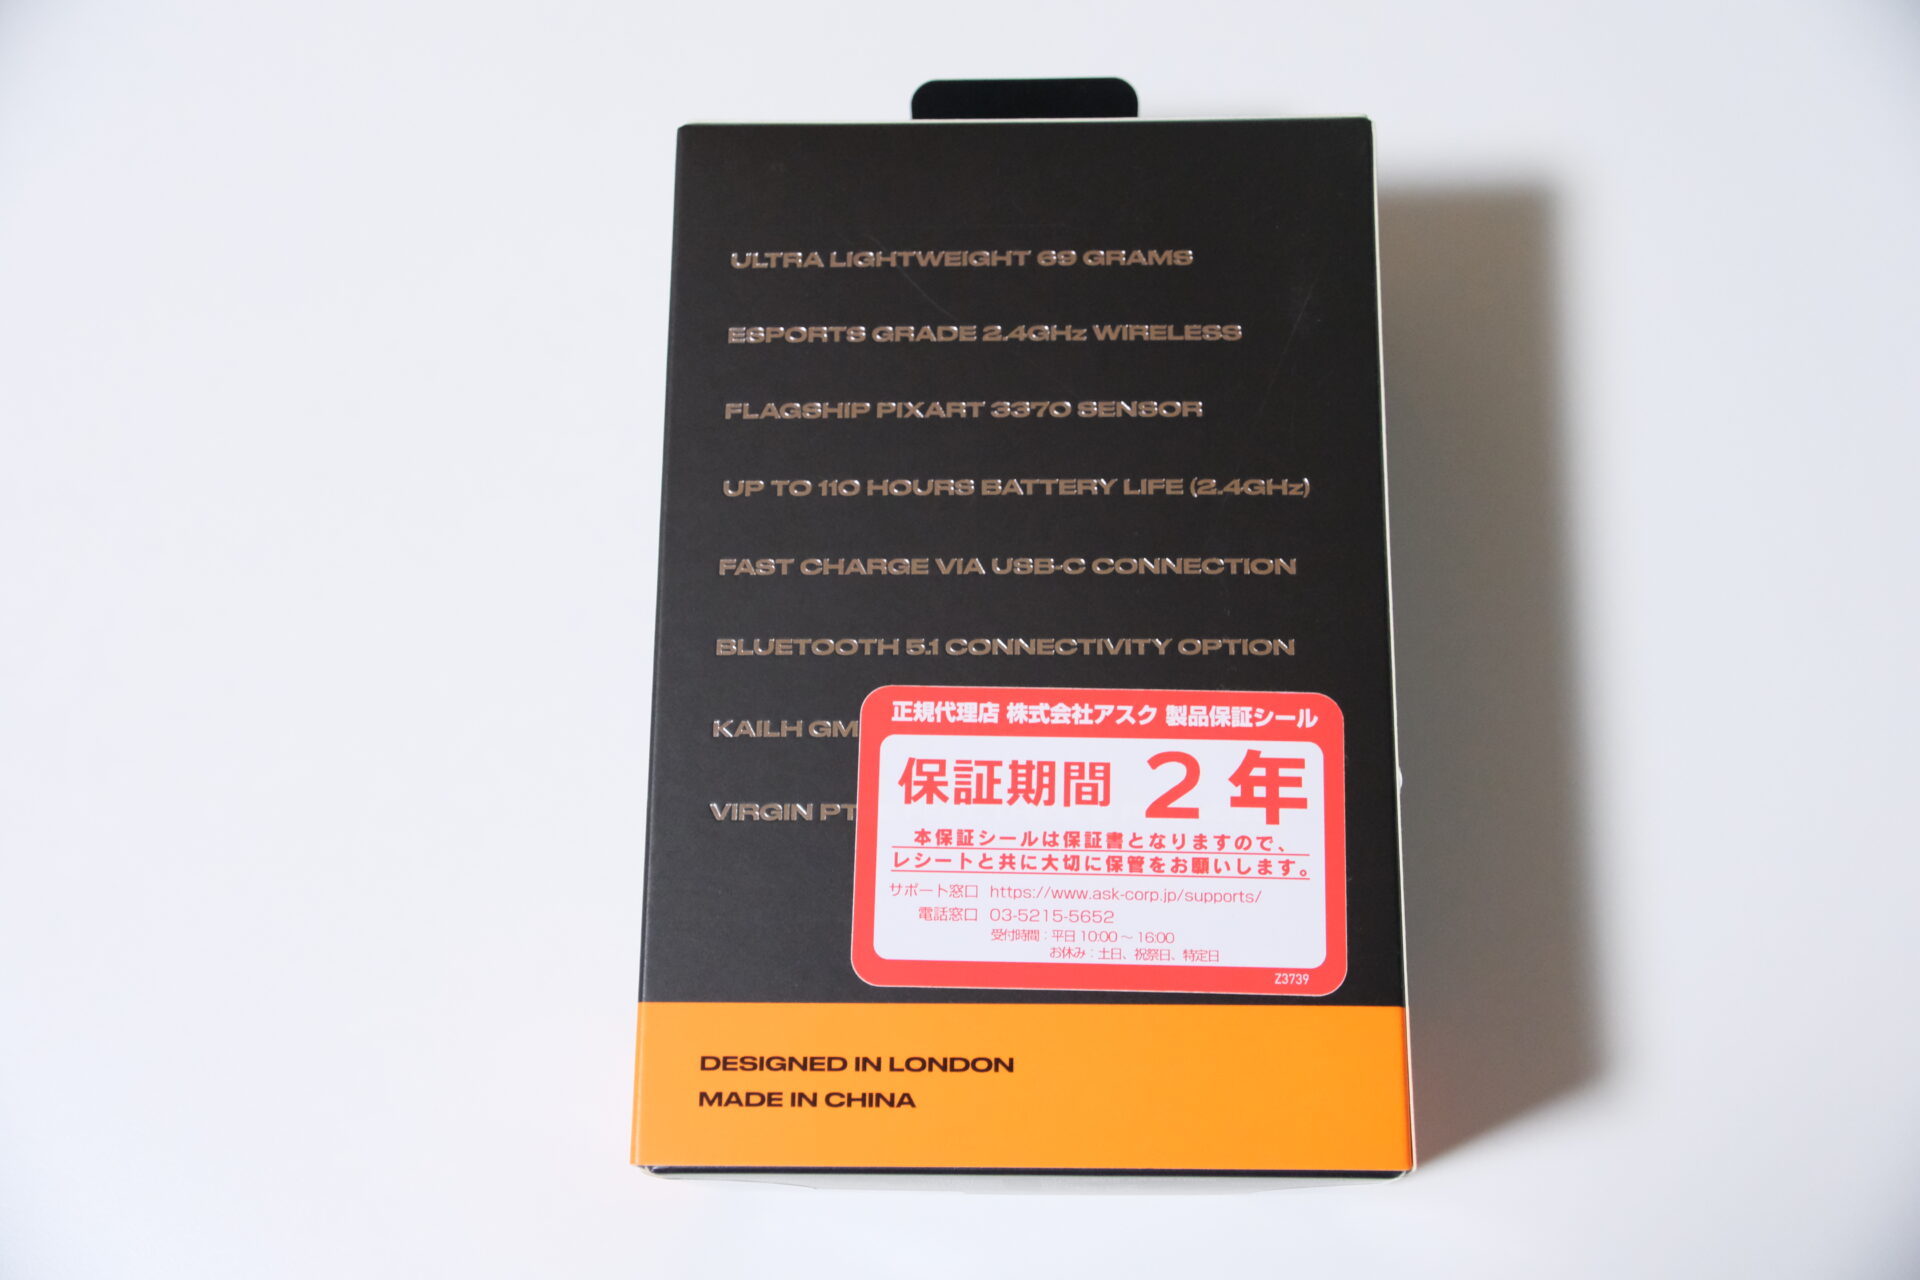 ULTRA LIGHTWEIGHT 69 GRAMS
ESPORTS GRADE 2.4GHz WIRELESS
FLAGSHIP PIXART 3370 SENSOR
UP TO 110 HOURS BATTERY LIFE (2.4GHz)
FAST CHARGE VIA USB-C CONNECTION
BLUETOOTH 5.1 CONNECTIVITY OPTION
KAILH GM
VIRGIN PT
正規代理店 株式会社アスク 製品保証シール
保証期間 2年
本保証シールは保証書となりますので、
レシートと共に大切に保管をお願いします。
サポート窓口 https://www.ask-corp.jp/supports/
電話窓口 03-5215-5652
受付時間：平日 10:00 ～ 16:00
お休み：土日、祝祭日、特定日
Z3739
DESIGNED IN LONDON
MADE IN CHINA